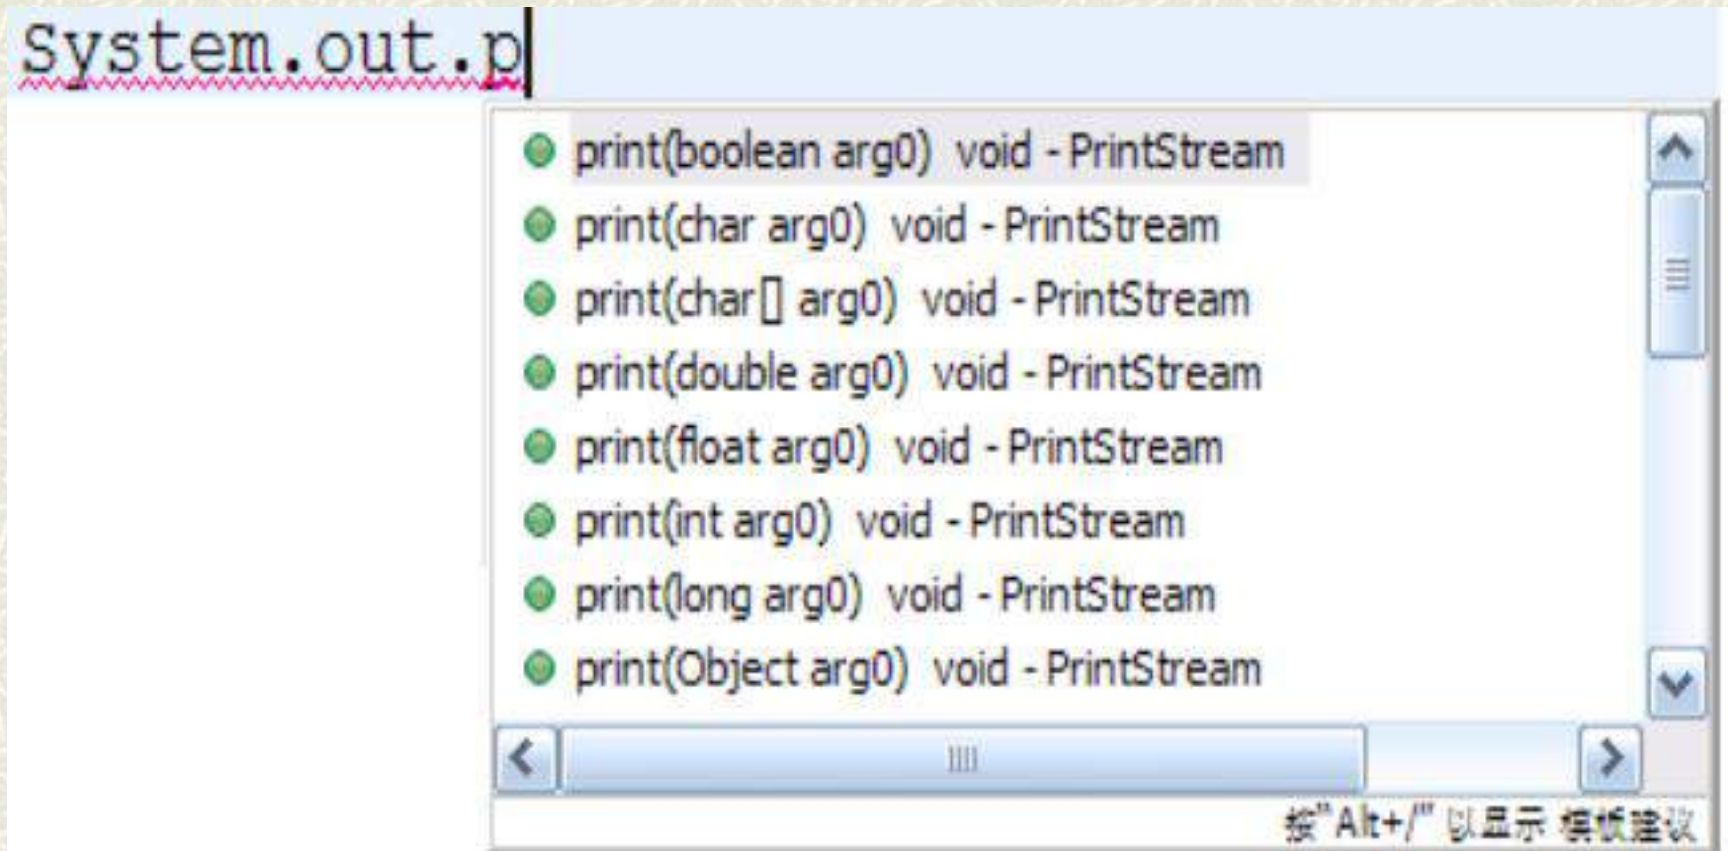 System.out.p
print(boolean arg0) void - PrintStream
print(char arg0) void - PrintStream
print(char[] arg0) void - PrintStream
print(double arg0) void - PrintStream
print(float arg0) void - PrintStream
print(int arg0) void - PrintStream
print(long arg0) void - PrintStream
print(Object arg0) void - PrintStream
按"Alt+/" 以显示 模板建议